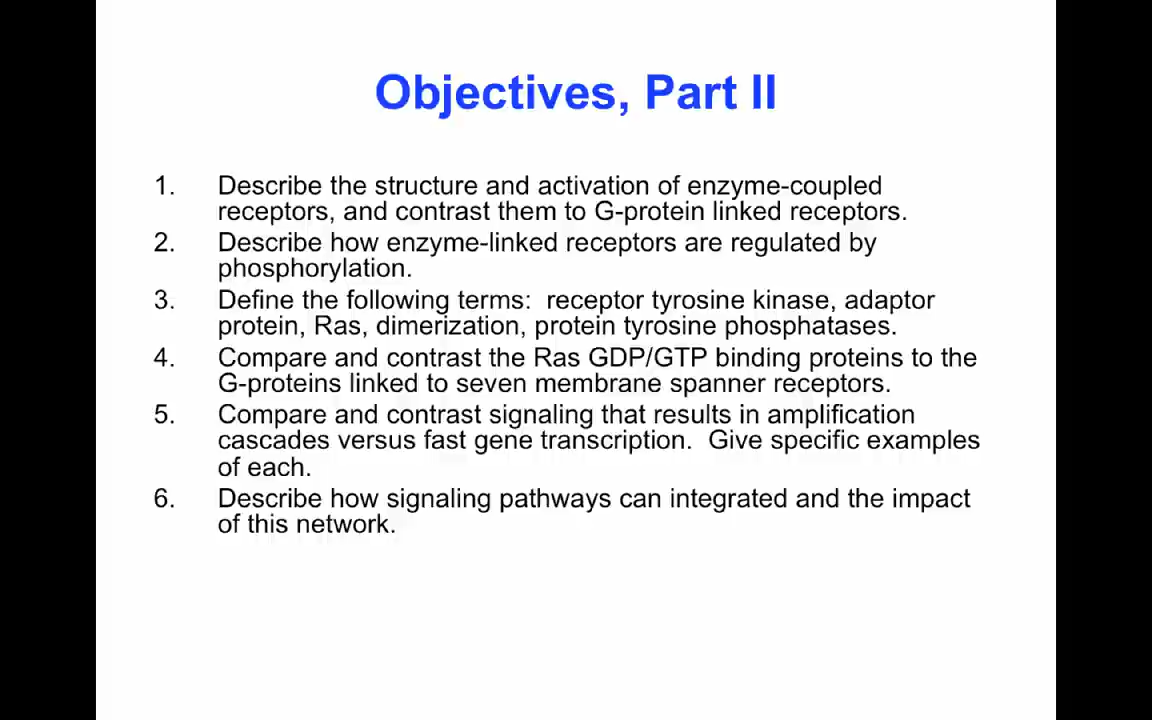 Objectives, Part II
1. Describe the structure and activation of enzyme-coupled
receptors, and contrast them to G-protein linked receptors.
2. Describe how enzyme-linked receptors are regulated by
phosphorylation.
3. Define the following terms:  receptor tyrosine kinase, adaptor
protein, Ras, dimerization, protein tyrosine phosphatases.
4. Compare and contrast the Ras GDP/GTP binding proteins to the
G-proteins linked to seven membrane spanner receptors.
5. Compare and contrast signaling that results in amplification
cascades versus fast gene transcription.  Give specific examples
of each.
6. Describe how signaling pathways can integrated and the impact
of this network.